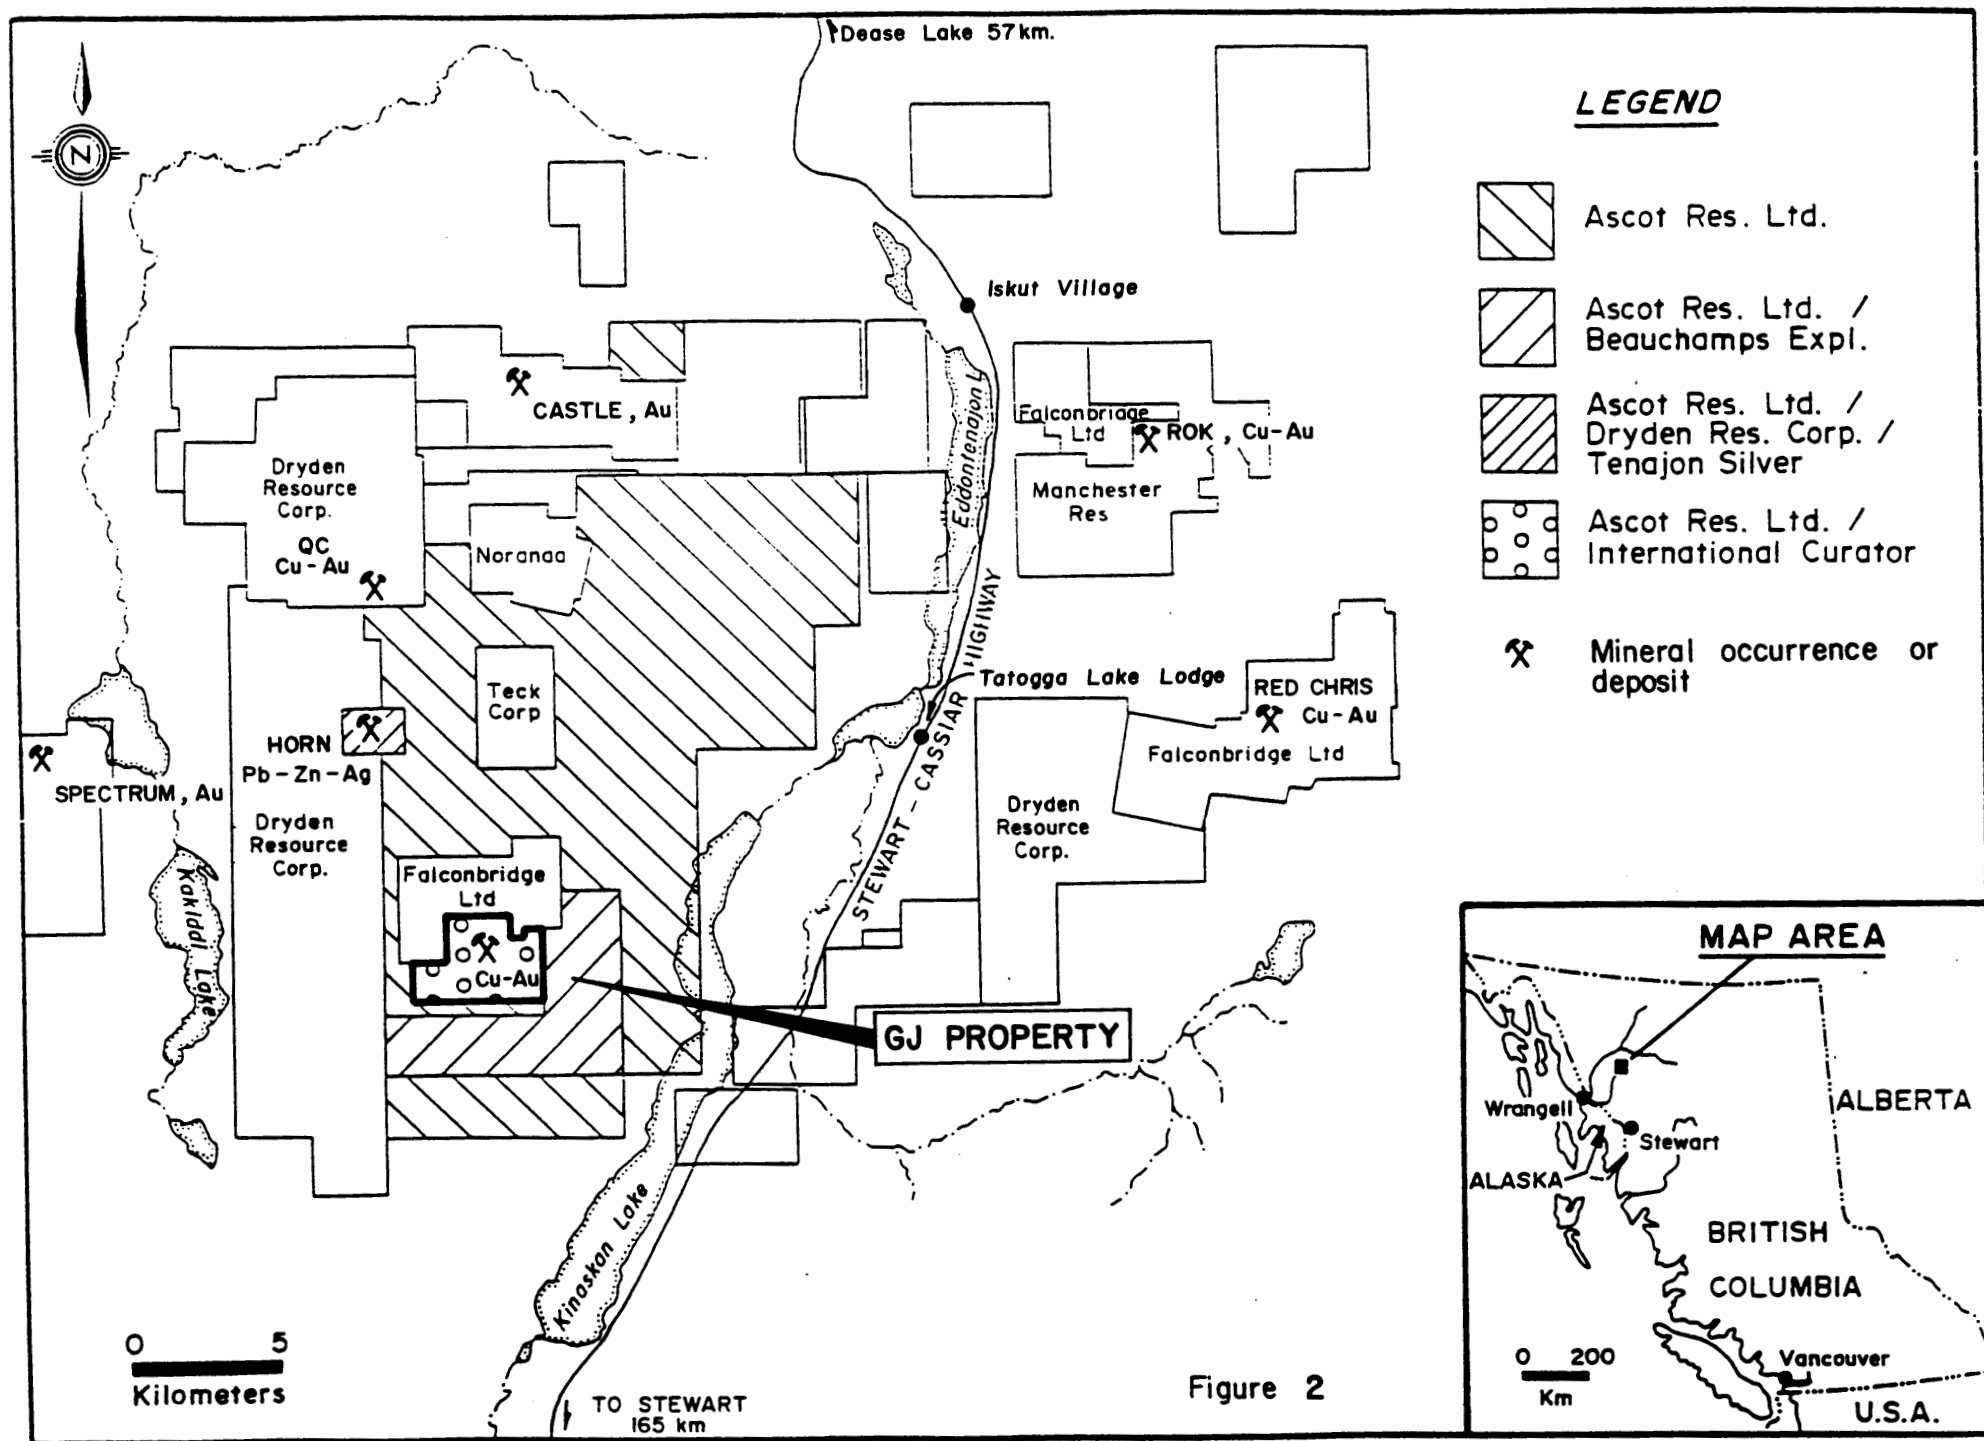 Dease Lake 57km.
N
LEGEND
Ascot Res. Ltd.
Ascot Res. Ltd. /
Beauchamps Expl.
Ascot Res. Ltd. /
Dryden Res. Corp. /
Tenajon Silver
Ascot Res. Ltd. /
International Curator
Mineral occurrence or
deposit
Iskut Village
Eddontenajon L
CASTLE, Au
Falconbridge
Ltd
ROK, Cu-Au
Manchester
Res
Dryden
Resource
Corp.
QC
Cu-Au
Noranda
Teck
Corp
HORN
Pb-Zn-Ag
SPECTRUM, Au
Dryden
Resource
Corp.
Kakiddi Lake
Falconbridge
Ltd
Cu-Au
STEWART-CASSIAR HIGHWAY
Tatogga Lake Lodge
RED CHRIS
Cu-Au
Falconbridge Ltd
Dryden
Resource
Corp.
GJ PROPERTY
Kinaskan Lake
0 5
Kilometers
TO STEWART
165 km
Figure 2
MAP AREA
Wrangell
Stewart
ALASKA
ALBERTA
BRITISH
COLUMBIA
0 200
Km
Vancouver
U.S.A.